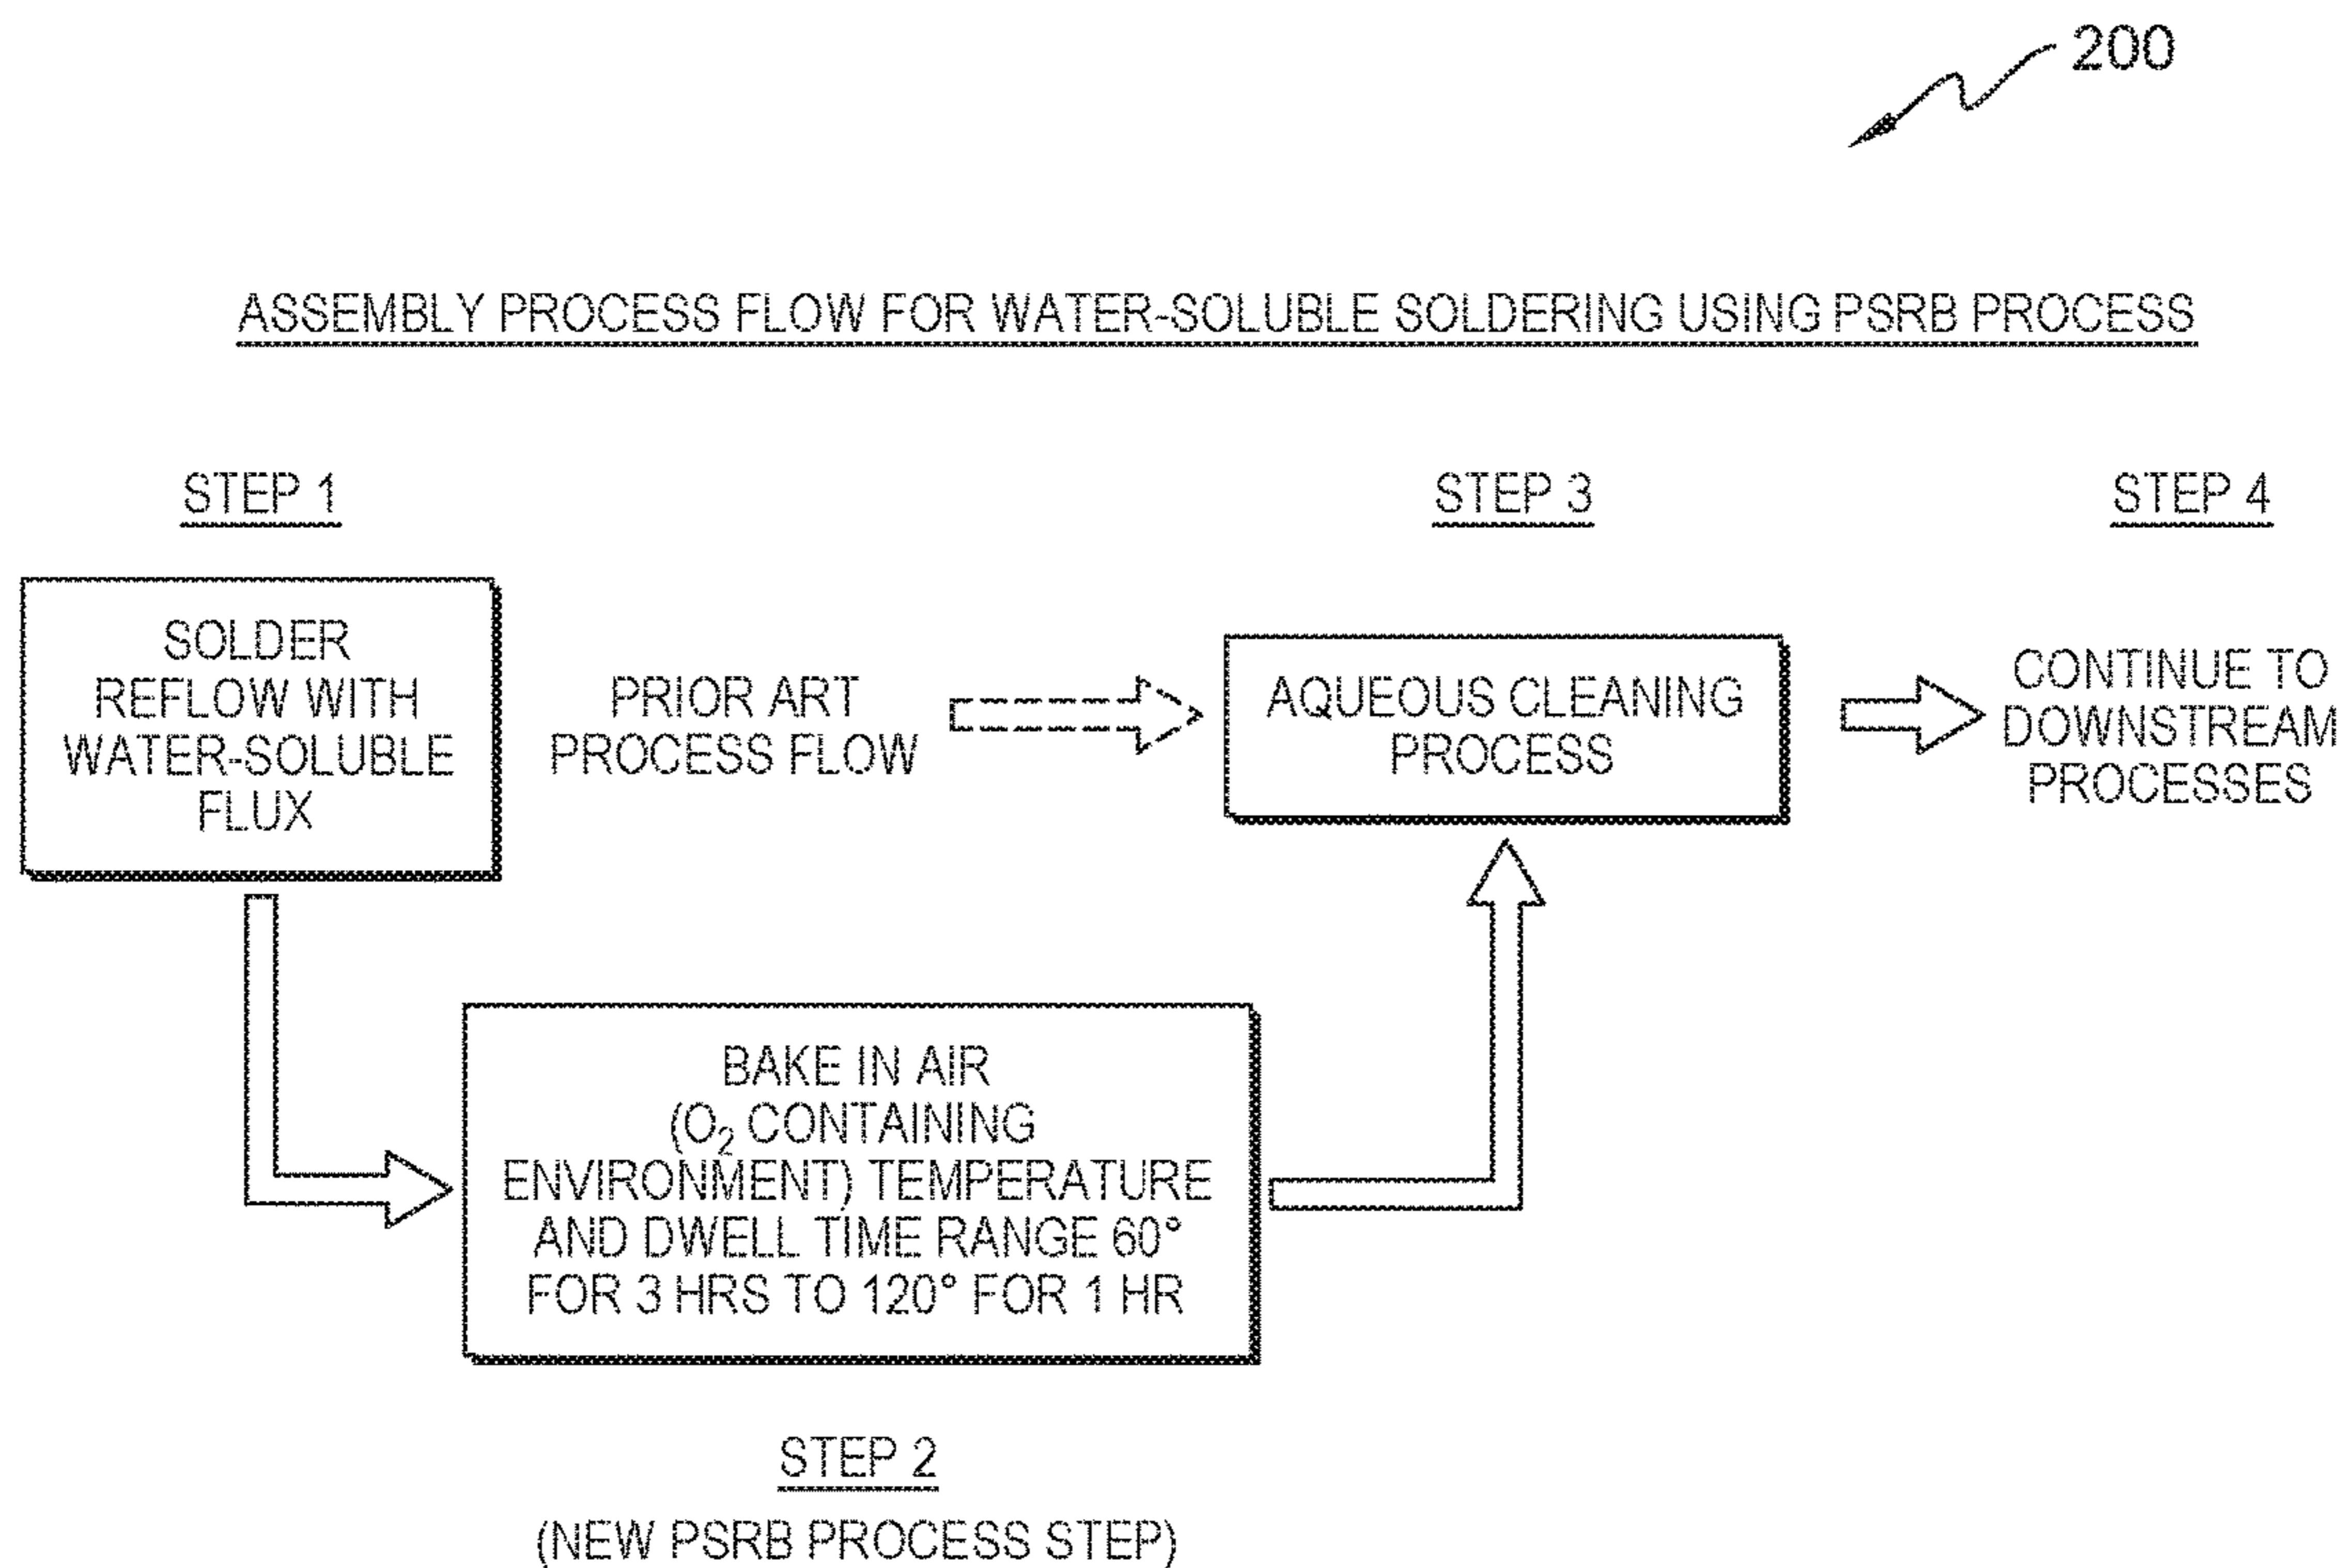 200
ASSEMBLY PROCESS FLOW FOR WATER-SOLUBLE SOLDERING USING PSRB PROCESS
STEP 1
SOLDER
REFLOW WITH
WATER-SOLUBLE
FLUX
PRIOR ART
PROCESS FLOW
STEP 3
AQUEOUS CLEANING
PROCESS
STEP 4
CONTINUE TO
DOWNSTREAM
PROCESSES
BAKE IN AIR
(O₂ CONTAINING
ENVIRONMENT) TEMPERATURE
AND DWELL TIME RANGE 60°
FOR 3 HRS TO 120° FOR 1 HR
STEP 2
(NEW PSRB PROCESS STEP)